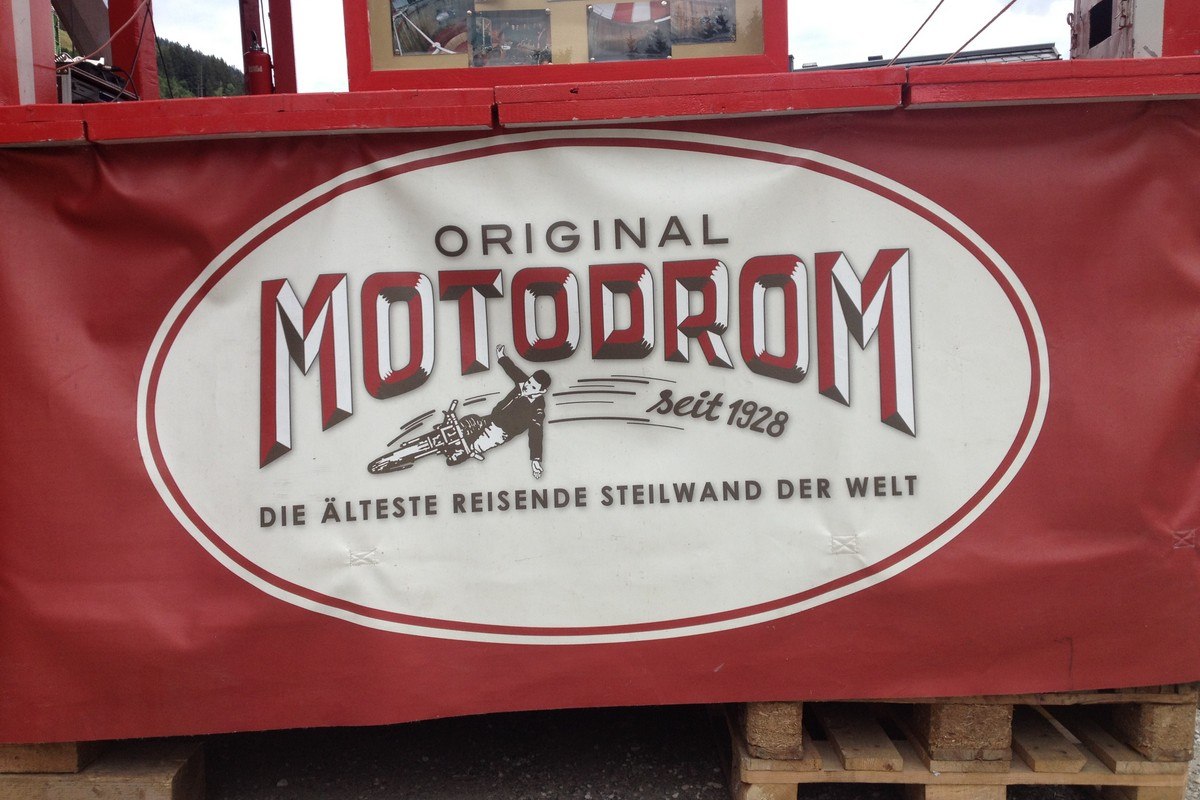 ORIGINAL
MOTODROM
seit 1928
DIE ÄLTESTE REISENDE STEILWAND DER WELT